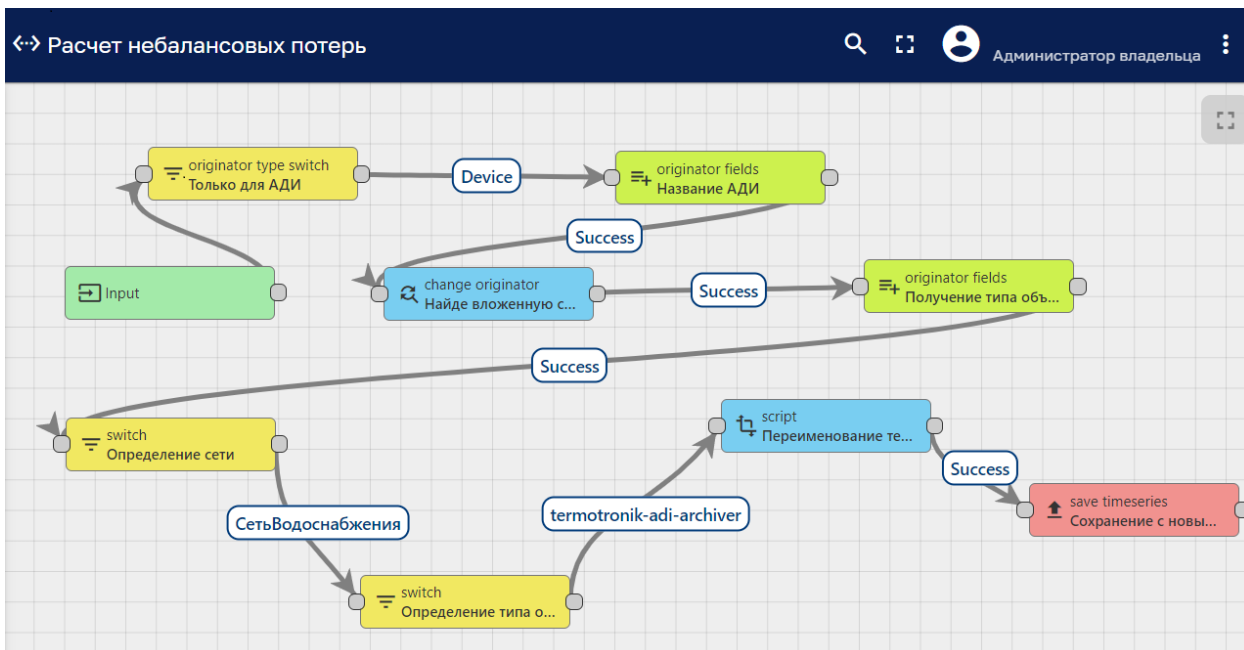 Расчет небалансовых потерь
Администратор владельца
originator type switch
Только для АДИ
Device
originator fields
Название АДИ
Success
Input
change originator
Найде вложенную с...
Success
originator fields
Получение типа объ...
Success
switch
Определение сети
script
Переименование те...
Success
СетьВодоснабжения
termotronik-adi-archiver
save timeseries
Сохранение с новы...
switch
Определение типа о...